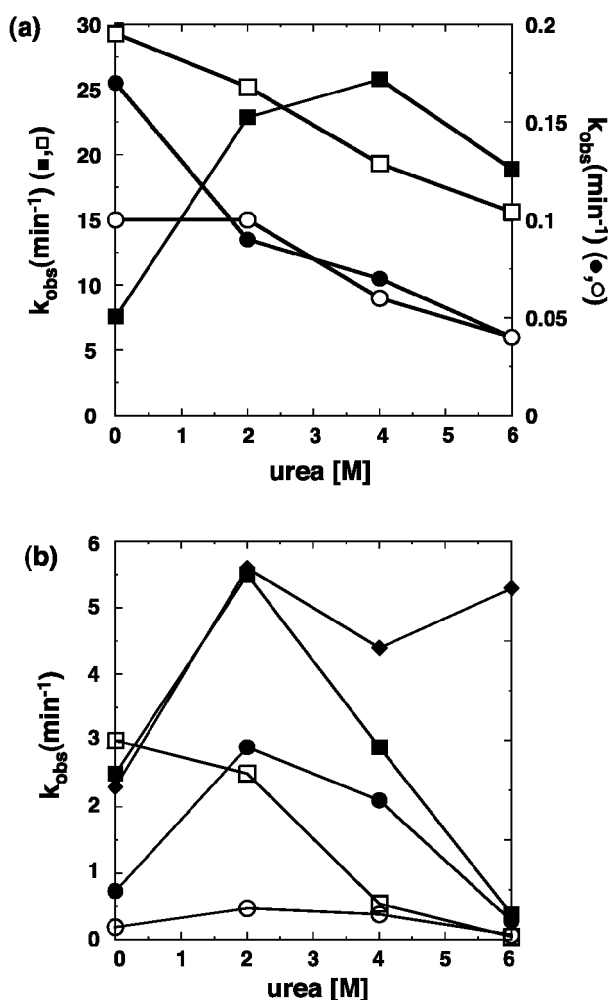 (a)
30
25
20
15
10
5
0
k_obs(min⁻¹) (■,□)
0.2
0.15
0.1
0.05
0
k_obs(min⁻¹) (●,○)
0 1 2 3 4 5 6
urea [M]
(b)
6
5
4
3
2
1
0
k_obs(min⁻¹)
0 1 2 3 4 5 6
urea [M]